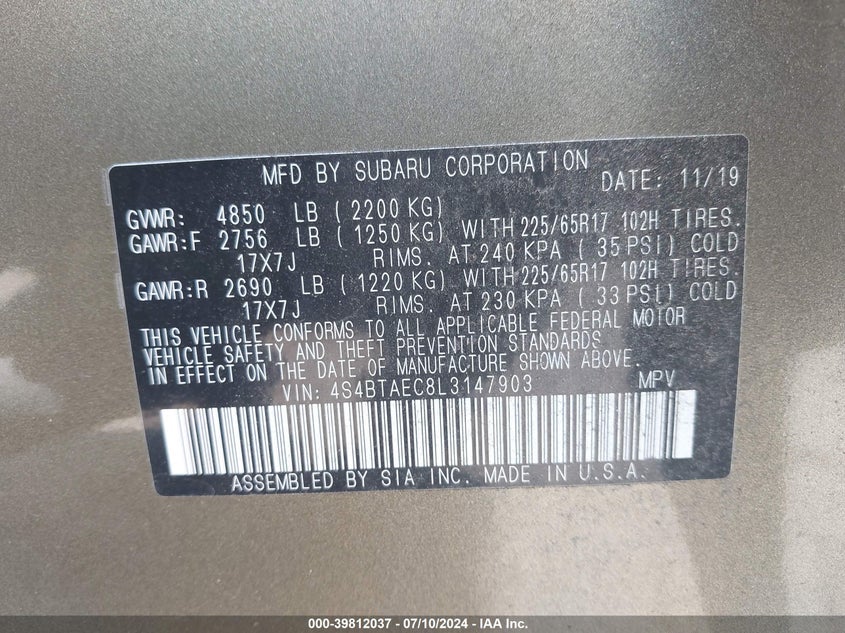 MFD BY SUBARU CORPORATION DATE: 11/19
GVWR: 4850 LB ( 2200 KG)
GAWR:F 2756 LB ( 1250 KG) WITH 225/65R17 102H TIRES.
17X7J RIMS. AT 240 KPA ( 35 PSI) COLD
GAWR:R 2690 LB ( 1220 KG) WITH 225/65R17 102H TIRES.
17X7J RIMS. AT 230 KPA ( 33 PSI) COLD
THIS VEHICLE CONFORMS TO ALL APPLICABLE FEDERAL MOTOR
VEHICLE SAFETY AND THEFT PREVENTION STANDARDS
IN EFFECT ON THE DATE OF MANUFACTURE SHOWN ABOVE.
VIN: 4S4BTAEC8L3147903 MPV
ASSEMBLED BY SIA INC. MADE IN U.S.A.
000-39812037 - 07/10/2024 - IAA Inc.